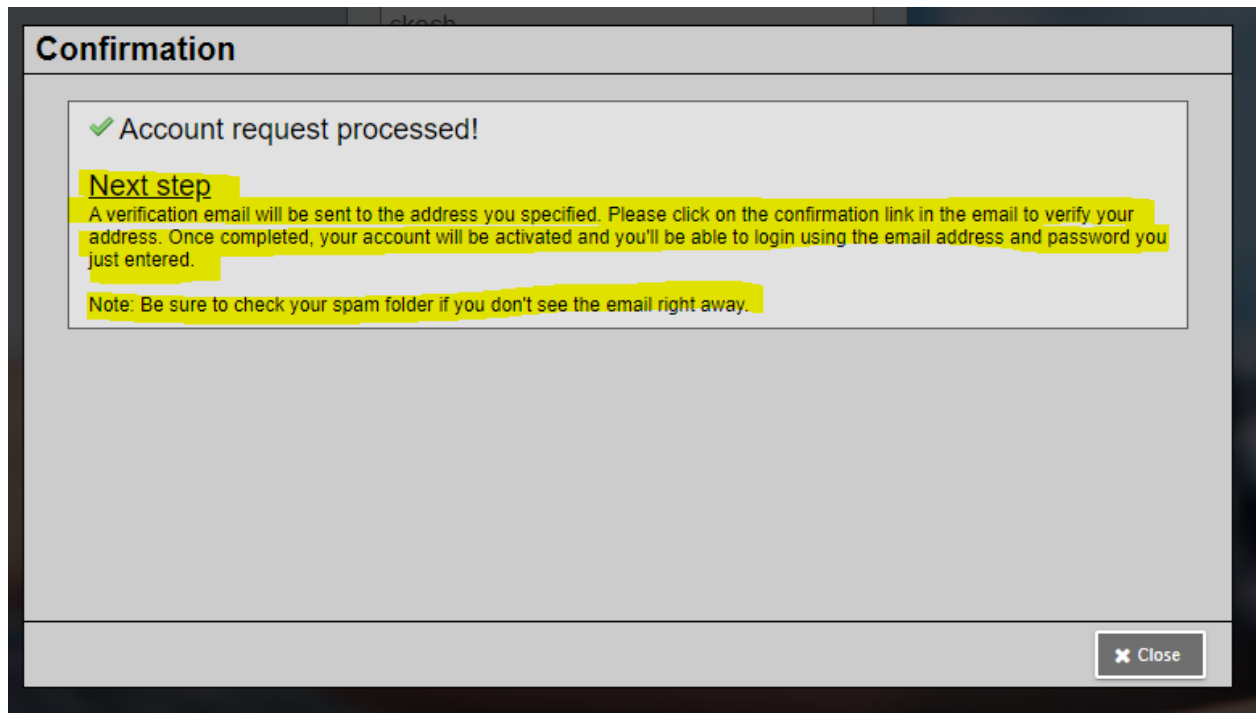 Confirmation
Account request processed!
Next step
A verification email will be sent to the address you specified. Please click on the confirmation link in the email to verify your
address. Once completed, your account will be activated and you'll be able to login using the email address and password you
just entered.
Note: Be sure to check your spam folder if you don't see the email right away.
Close